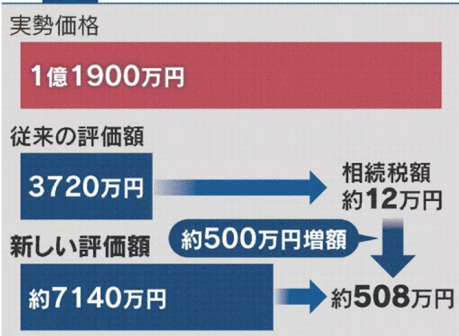 実勢価格
1億1900万円
従来の評価額
3720万円
相続税額
約12万円
約500万円増額
新しい評価額
約7140万円
約508万円